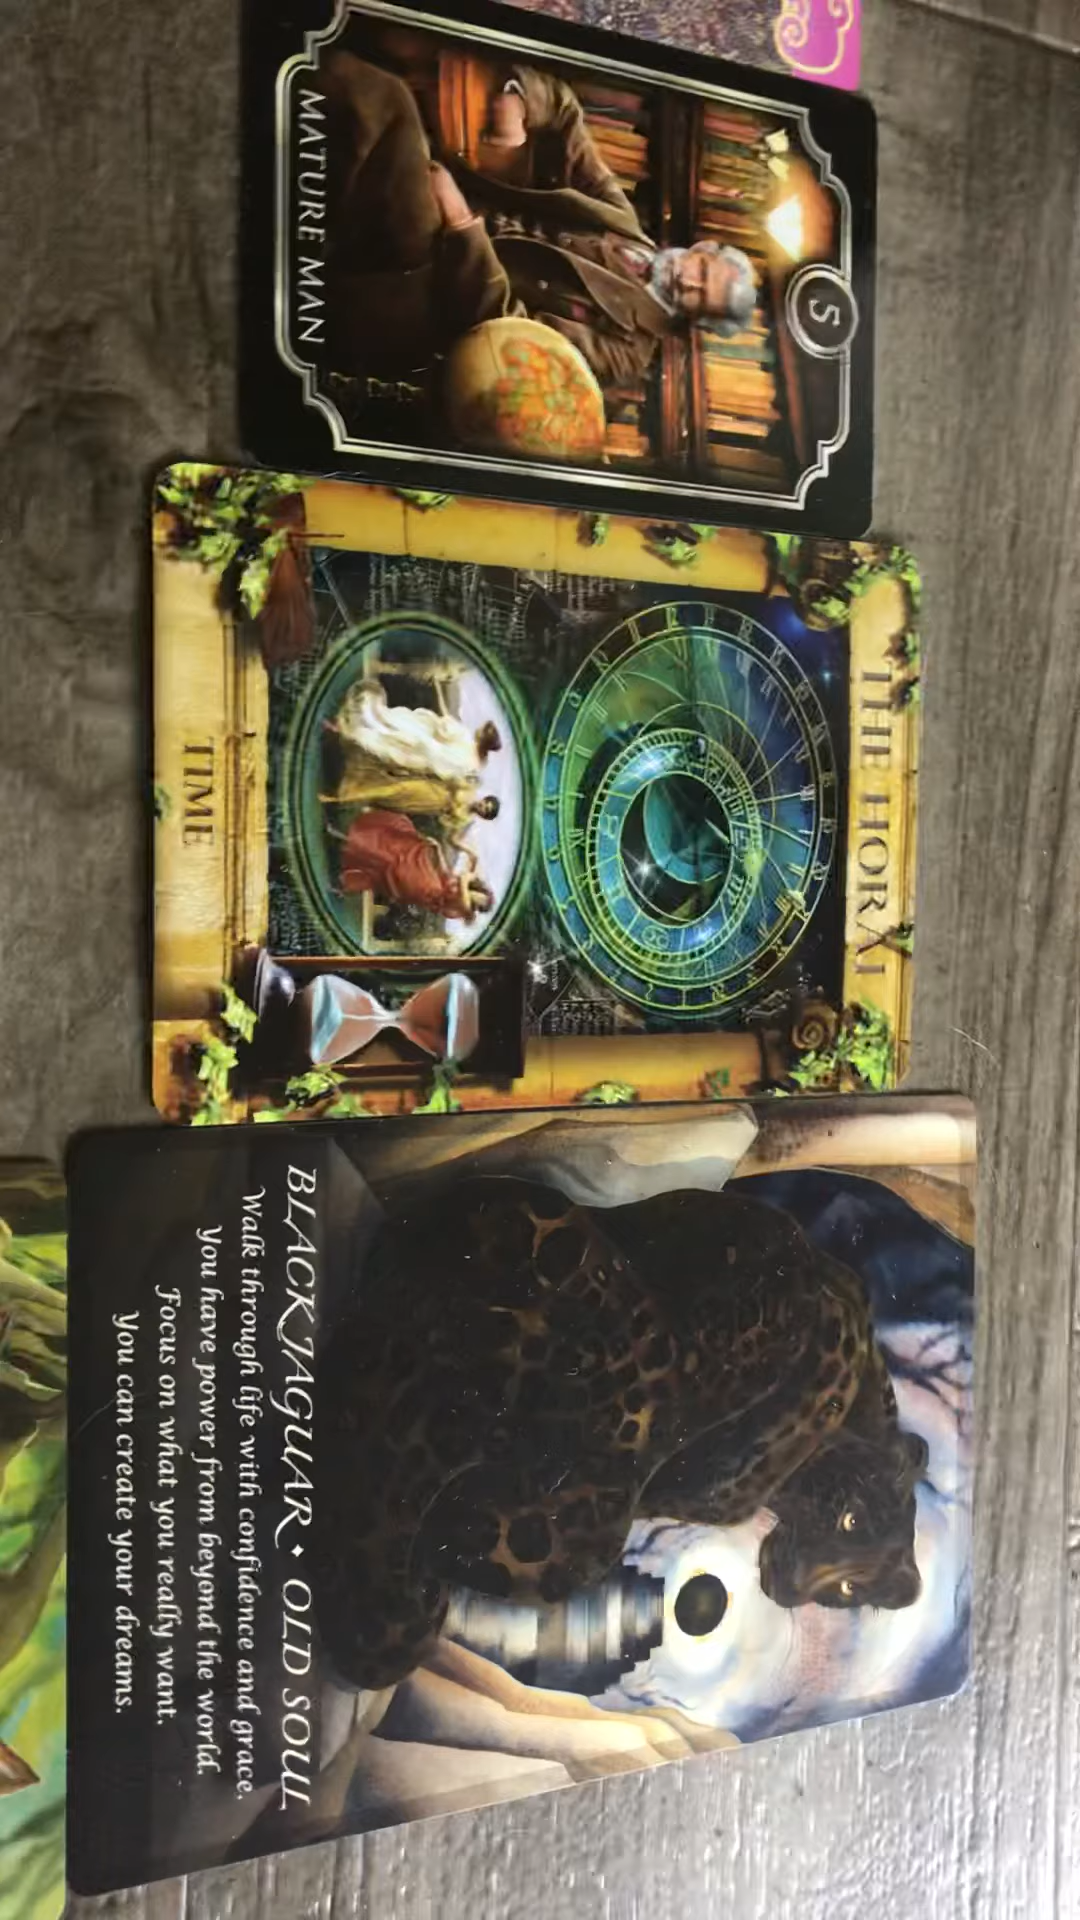 5
MATURE MAN
THE HORAI
TIME
BLACK JAGUAR • OLD SOUL
Walk through life with confidence and grace.
You have power from beyond the world.
Focus on what you really want.
You can create your dreams.